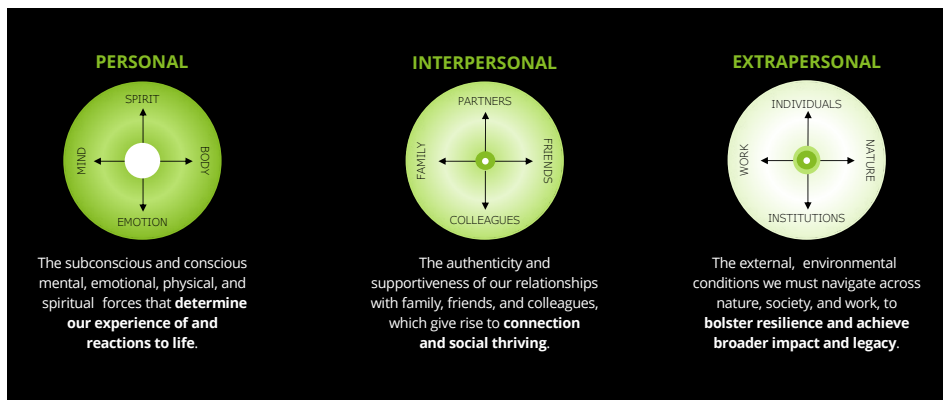 PERSONAL
SPIRIT
MIND
BODY
EMOTION
The subconscious and conscious
mental, emotional, physical, and
spiritual  forces that determine
our experience of and
reactions to life.
INTERPERSONAL
PARTNERS
FAMILY
FRIENDS
COLLEAGUES
The authenticity and
supportiveness of our relationships
with family, friends, and colleagues,
which give rise to connection
and social thriving.
EXTRAPERSONAL
INDIVIDUALS
WORK
NATURE
INSTITUTIONS
The external,  environmental
conditions we must navigate across
nature, society, and work, to
bolster resilience and achieve
broader impact and legacy.